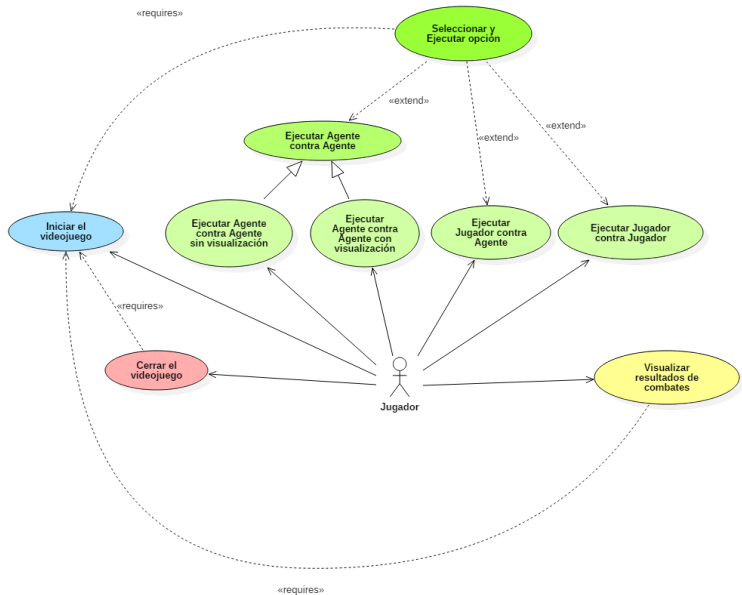 «requires»
Seleccionar y
Ejecutar opción
«extend»
«extend»
«extend»
Ejecutar Agente
contra Agente
Iniciar el
videojuego
Ejecutar Agente
contra Agente
sin visualización
Ejecutar
Agente contra
Agente con
visualización
Ejecutar
Jugador contra
Agente
Ejecutar Jugador
contra Jugador
«requires»
Cerrar el
videojuego
Jugador
Visualizar
resultados de
combates
«requires»